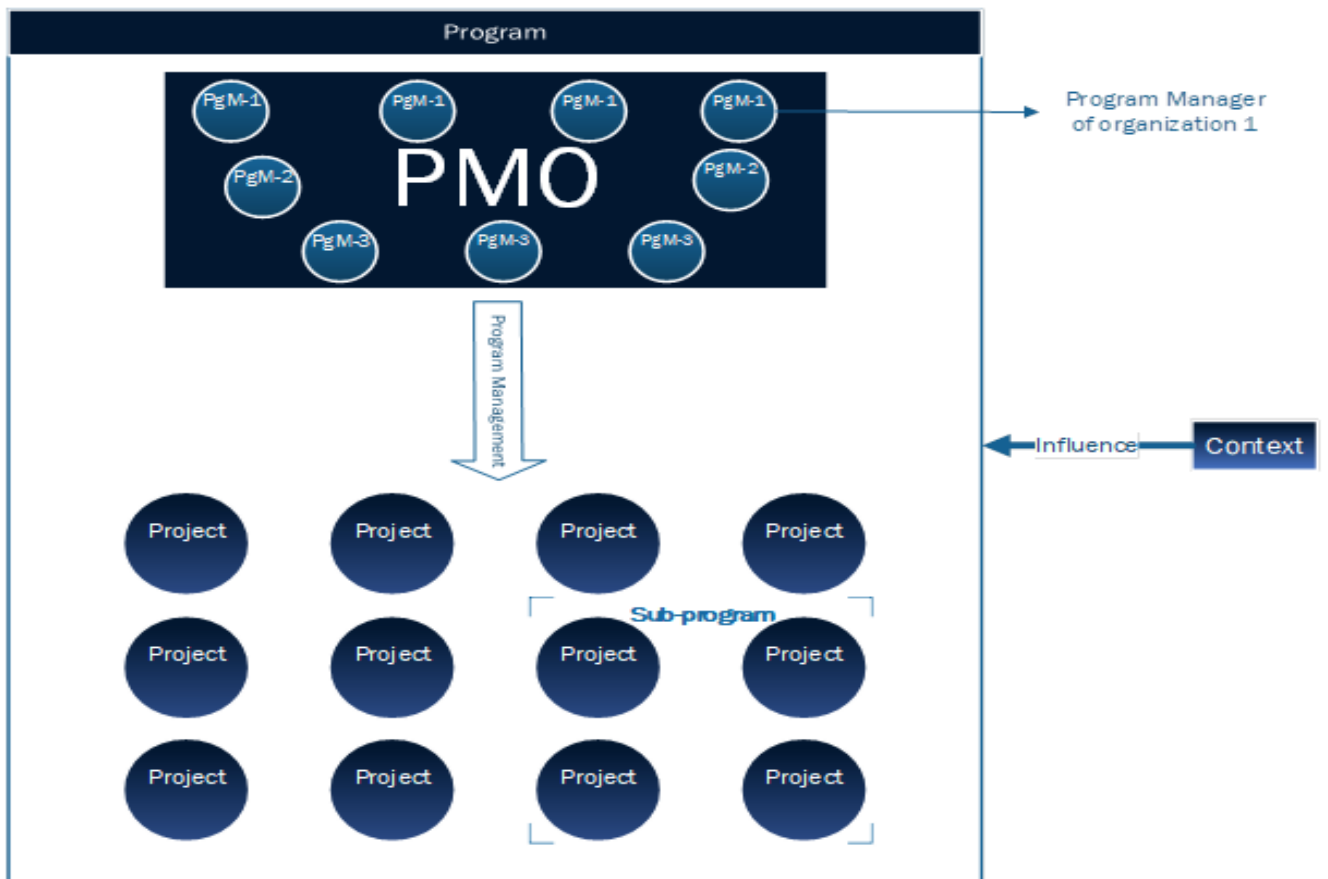 Program
PgM-1 PgM-1 PgM-1 PgM-1
Program Manager
of organization 1
PgM-2 PMO PgM-2
PgM-3 PgM-3 PgM-3
Program Management
Influence
Context
Project Project Project Project
Sub-program
Project Project Project Project
Project Project Project Project